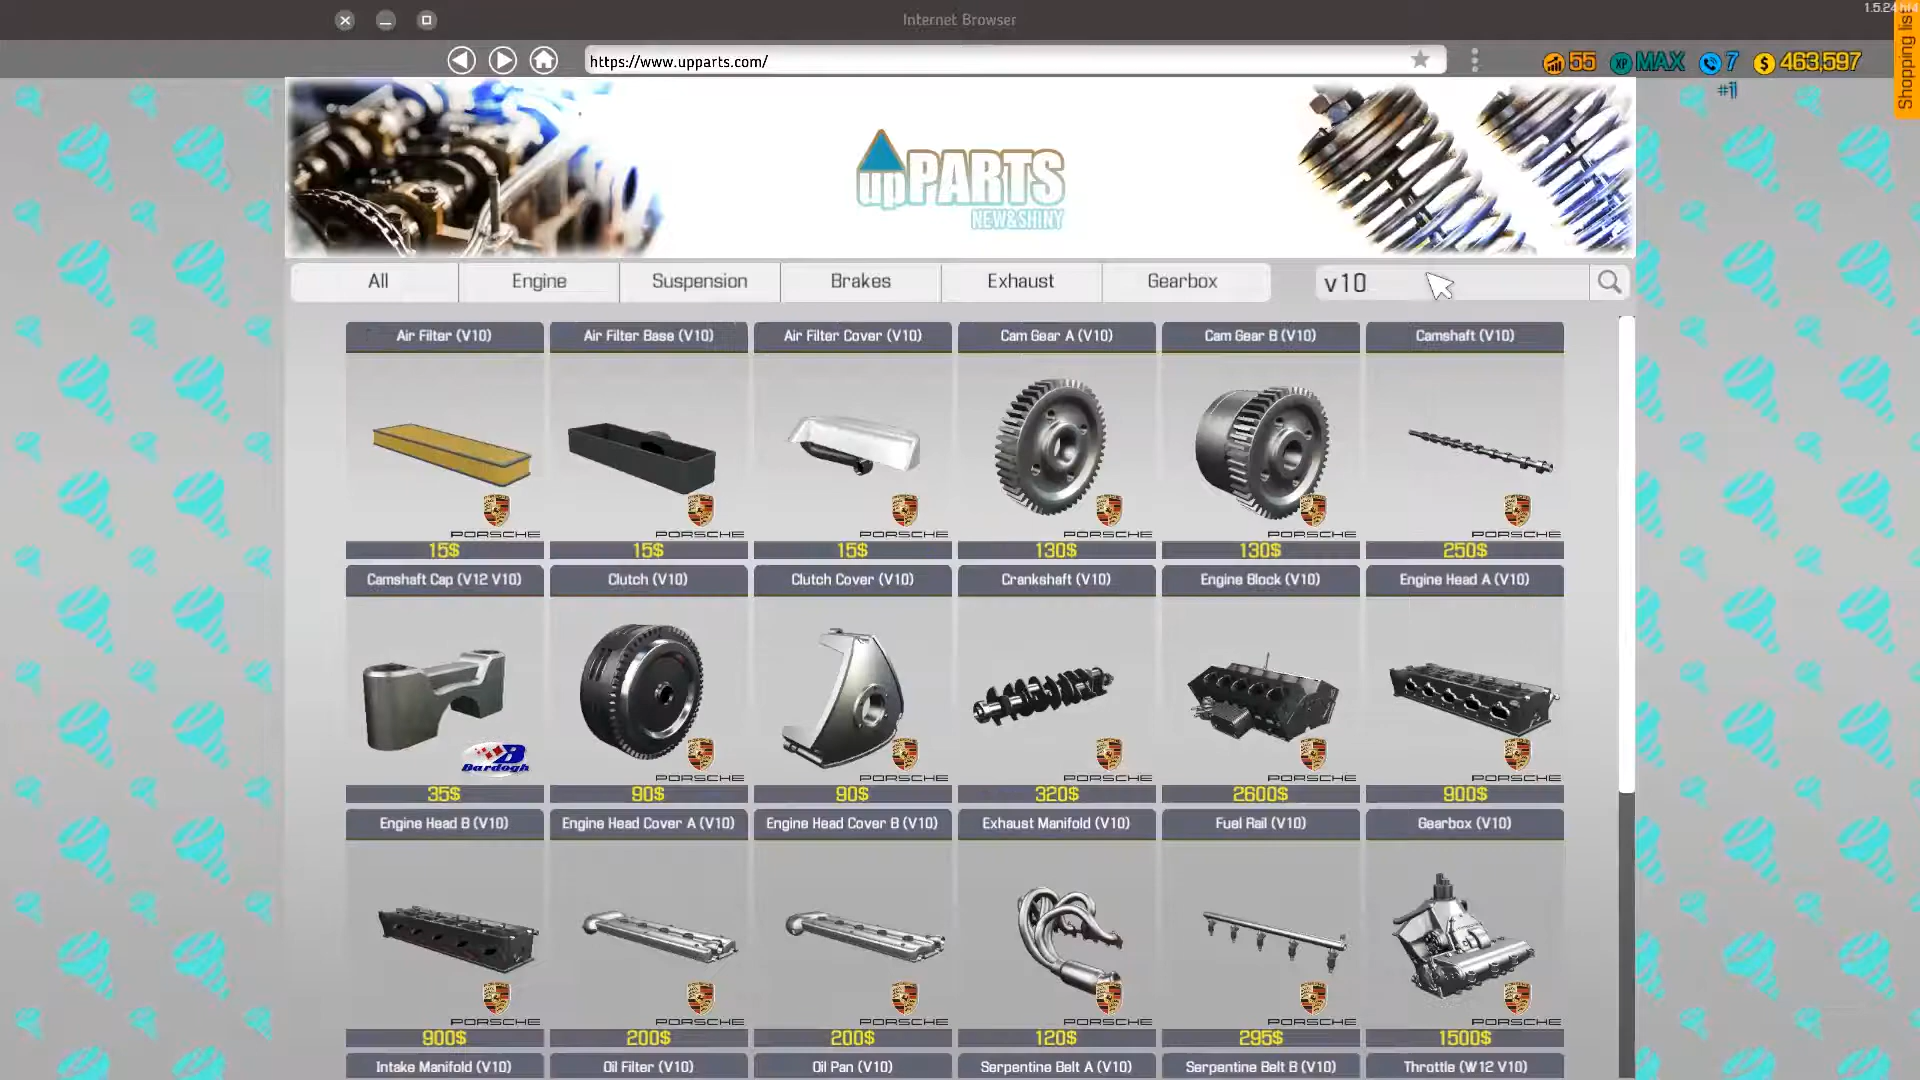 Internet Browser
1.5.24 hf4
https://www.upparts.com/
55 XP MAX 7 $ 463,597
#11
Shopping list
upPARTS
NEW&SHINY
All Engine Suspension Brakes Exhaust Gearbox v10
Air Filter (V10) Air Filter Base (V10) Air Filter Cover (V10) Cam Gear A (V10) Cam Gear B (V10) Camshaft (V10)
PORSCHE PORSCHE PORSCHE PORSCHE PORSCHE PORSCHE
15$ 15$ 15$ 130$ 130$ 250$
Camshaft Cap (V12 V10) Clutch (V10) Clutch Cover (V10) Crankshaft (V10) Engine Block (V10) Engine Head A (V10)
Bardogh PORSCHE PORSCHE PORSCHE PORSCHE PORSCHE
35$ 90$ 90$ 320$ 2600$ 900$
Engine Head B (V10) Engine Head Cover A (V10) Engine Head Cover B (V10) Exhaust Manifold (V10) Fuel Rail (V10) Gearbox (V10)
PORSCHE PORSCHE PORSCHE PORSCHE PORSCHE PORSCHE
900$ 200$ 200$ 120$ 295$ 1500$
Intake Manifold (V10) Oil Filter (V10) Oil Pan (V10) Serpentine Belt A (V10) Serpentine Belt B (V10) Throttle (W12 V10)